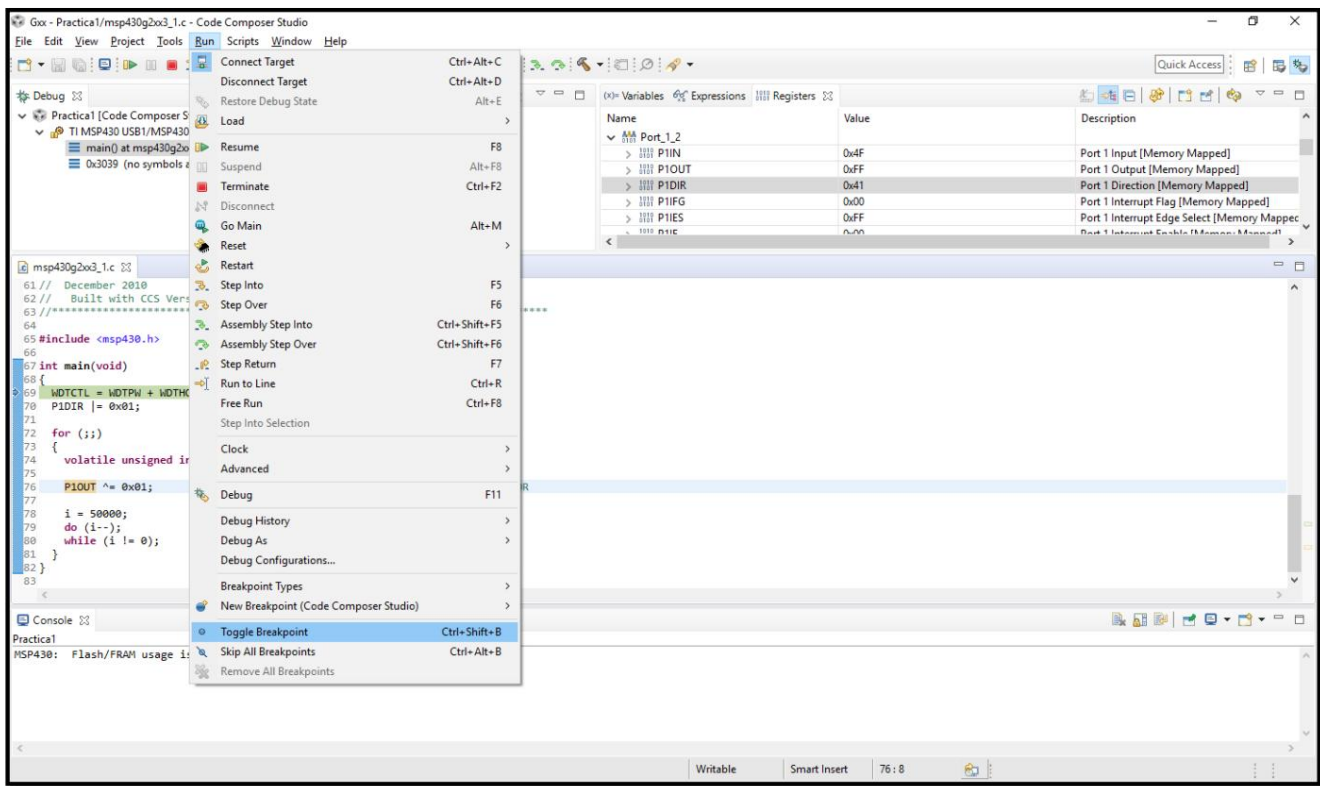 Gxx - Practica1/msp430g2xx3_1.c - Code Composer Studio
File Edit View Project Tools Run Scripts Window Help
Quick Access
Debug
Practica1 [Code Composer S
TI MSP430 USB1/MSP430
main() at msp430g2xx
0x3039 (no symbols a
Connect Target Ctrl+Alt+C
Disconnect Target Ctrl+Alt+D
Restore Debug State Alt+E
Load
Resume F8
Suspend Alt+F8
Terminate Ctrl+F2
Disconnect
Go Main Alt+M
Reset
Restart
Step Into F5
Step Over F6
Assembly Step Into Ctrl+Shift+F5
Assembly Step Over Ctrl+Shift+F6
Step Return F7
Run to Line Ctrl+R
Free Run Ctrl+F8
Step Into Selection
Clock
Advanced
Debug F11
Debug History
Debug As
Debug Configurations...
Breakpoint Types
New Breakpoint (Code Composer Studio)
Toggle Breakpoint Ctrl+Shift+B
Skip All Breakpoints Ctrl+Alt+B
Remove All Breakpoints
(x)= Variables Expressions Registers
Name Value Description
Port_1_2
P1IN 0x4F Port 1 Input [Memory Mapped]
P1OUT 0xFF Port 1 Output [Memory Mapped]
P1DIR 0x41 Port 1 Direction [Memory Mapped]
P1IFG 0x00 Port 1 Interrupt Flag [Memory Mapped]
P1IES 0xFF Port 1 Interrupt Edge Select [Memory Mappec
P1IE 0x00 Port 1 Interrupt Enable [Memory Mapped]
msp430g2xx3_1.c
61 // December 2010
62 // Built with CCS Vers
63 //**********************
64
65 #include <msp430.h>
66
67 int main(void)
68 {
69 WDTCTL = WDTPW + WDTHO
70 P1DIR |= 0x01;
71
72 for (;;)
73 {
74 volatile unsigned in
75
76 P1OUT ^= 0x01; R
77
78 i = 50000;
79 do (i--);
80 while (i != 0);
81 }
82 }
83
Console
Practica1
MSP430: Flash/FRAM usage is
Writable Smart Insert 76 : 8